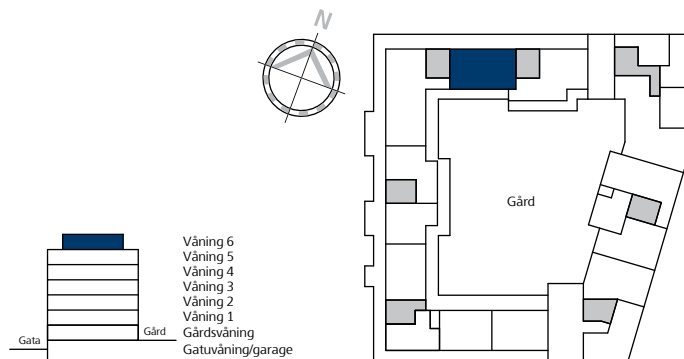 N
Gård
Våning 6
Våning 5
Våning 4
Våning 3
Våning 2
Våning 1
Gata
Gård
Gårdsvåning
Gatuvåning/garage